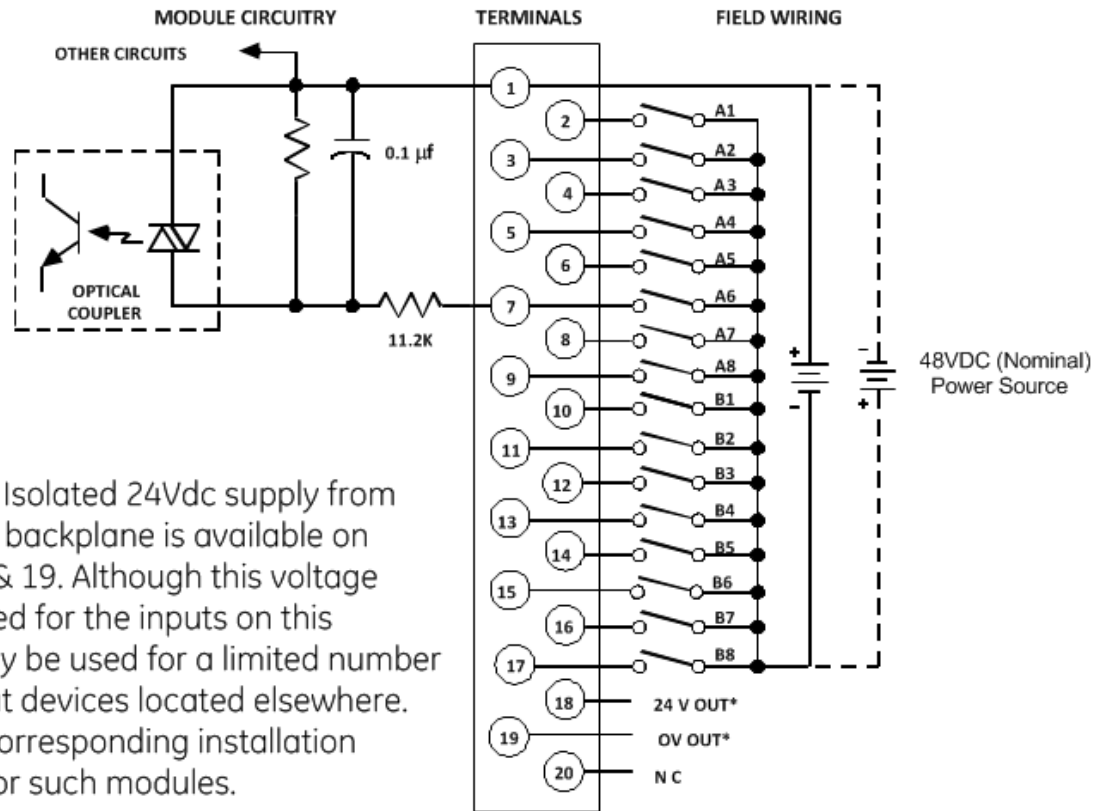 MODULE CIRCUITRY
TERMINALS
FIELD WIRING
OTHER CIRCUITS
0.1 µf
OPTICAL
COUPLER
11.2K
1
2
3
4
5
6
7
8
9
10
11
12
13
14
15
16
17
18
19
20
A1
A2
A3
A4
A5
A6
A7
A8
B1
B2
B3
B4
B5
B6
B7
B8
24 V OUT*
OV OUT*
N C
+
-
-
+
48VDC (Nominal)
Power Source
Isolated 24Vdc supply from
backplane is available on
& 19. Although this voltage
ed for the inputs on this
y be used for a limited number
t devices located elsewhere.
orresponding installation
or such modules.